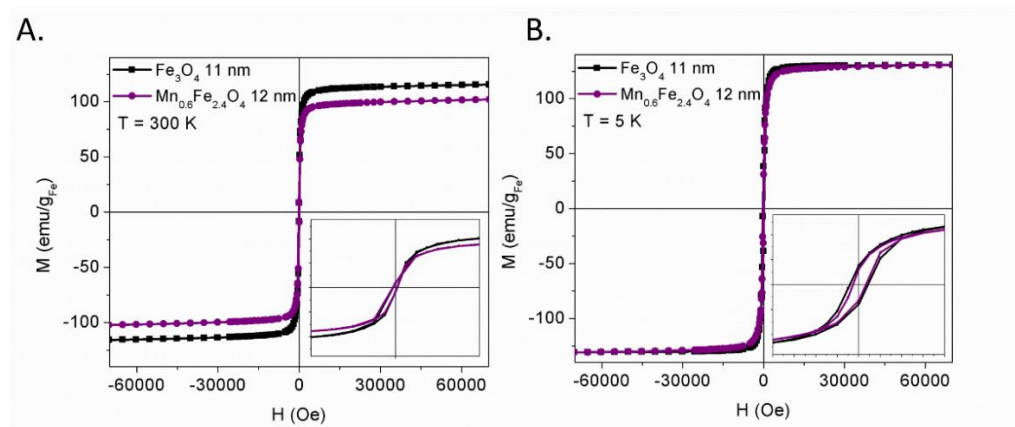 A.
Fe₃O₄ 11 nm
Mn₀.₆Fe₂.₄O₄ 12 nm
T = 300 K
M (emu/g_Fe)
100
50
0
-50
-100
-60000 -30000 0 30000 60000
H (Oe)
B.
Fe₃O₄ 11 nm
Mn₀.₆Fe₂.₄O₄ 12 nm
T = 5 K
M (emu/g_Fe)
100
50
0
-50
-100
-60000 -30000 0 30000 60000
H (Oe)